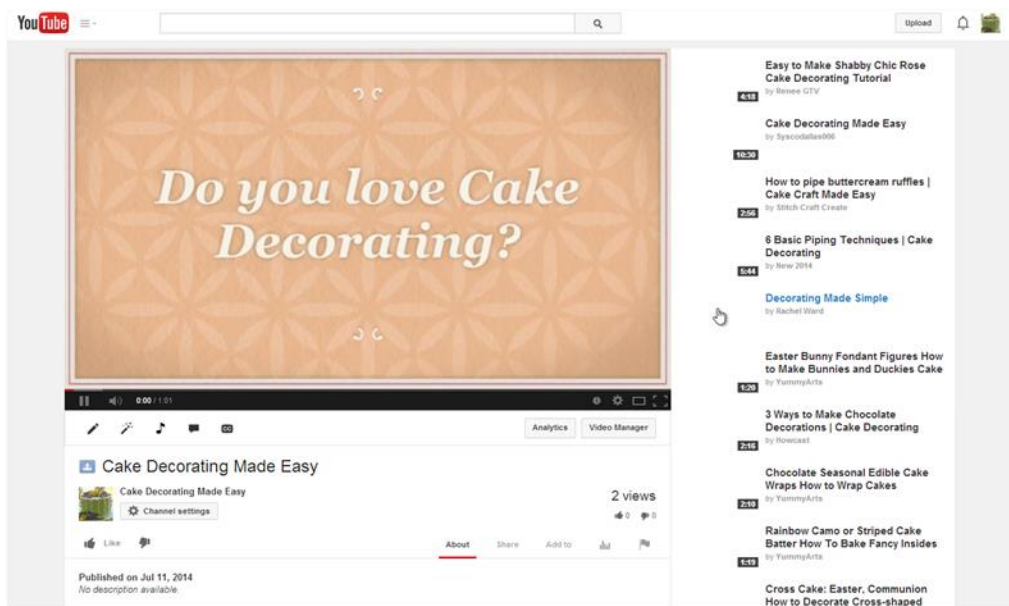 YouTube
Upload
Do you love Cake
Decorating?
0:00 / 1:01
Analytics
Video Manager
Cake Decorating Made Easy
Cake Decorating Made Easy
Channel settings
2 views
0 0
Like
About Share Add to
Published on Jul 11, 2014
No description available.
Easy to Make Shabby Chic Rose
Cake Decorating Tutorial
by Renee GTV
4:18
Cake Decorating Made Easy
by Syscodallas006
10:30
How to pipe buttercream ruffles |
Cake Craft Made Easy
by Stitch Craft Create
2:56
6 Basic Piping Techniques | Cake
Decorating
by New 2014
5:44
Decorating Made Simple
by Rachel Ward
Easter Bunny Fondant Figures How
to Make Bunnies and Duckies Cake
by YummyArts
1:20
3 Ways to Make Chocolate
Decorations | Cake Decorating
by Howcast
2:16
Chocolate Seasonal Edible Cake
Wraps How to Wrap Cakes
by YummyArts
2:10
Rainbow Camo or Striped Cake
Batter How To Bake Fancy Insides
by YummyArts
1:19
Cross Cake: Easter, Communion
How to Decorate Cross-shaped